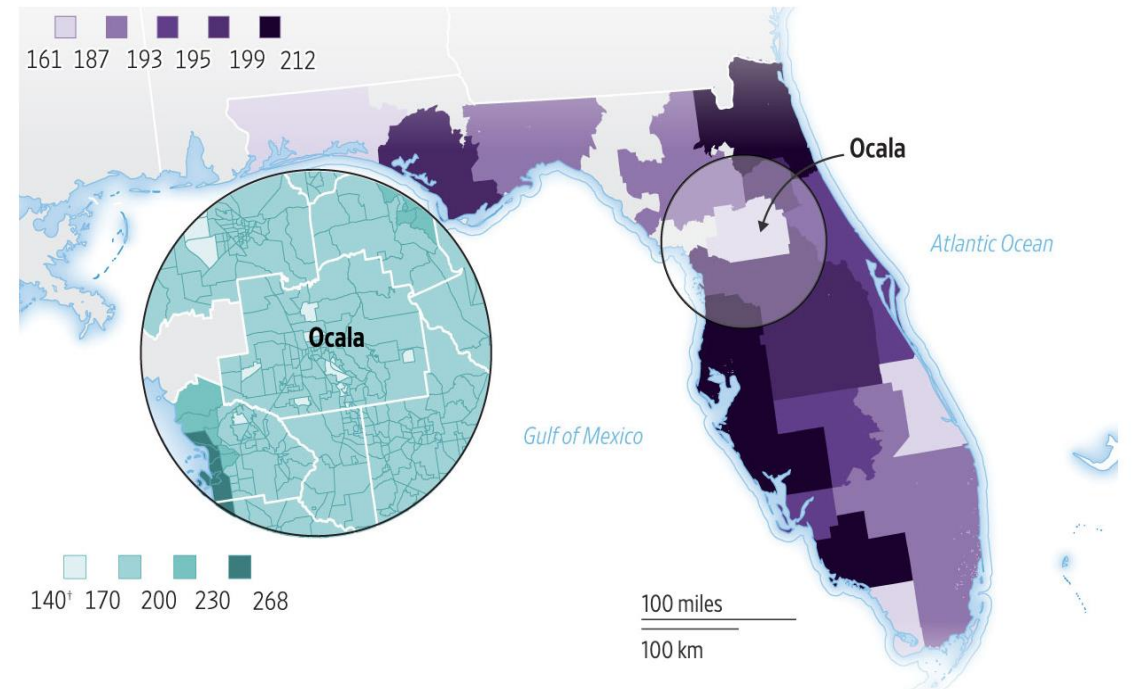 161 187 193 195 199 212
Ocala
Atlantic Ocean
Ocala
Gulf of Mexico
140† 170 200 230 268
100 miles
100 km